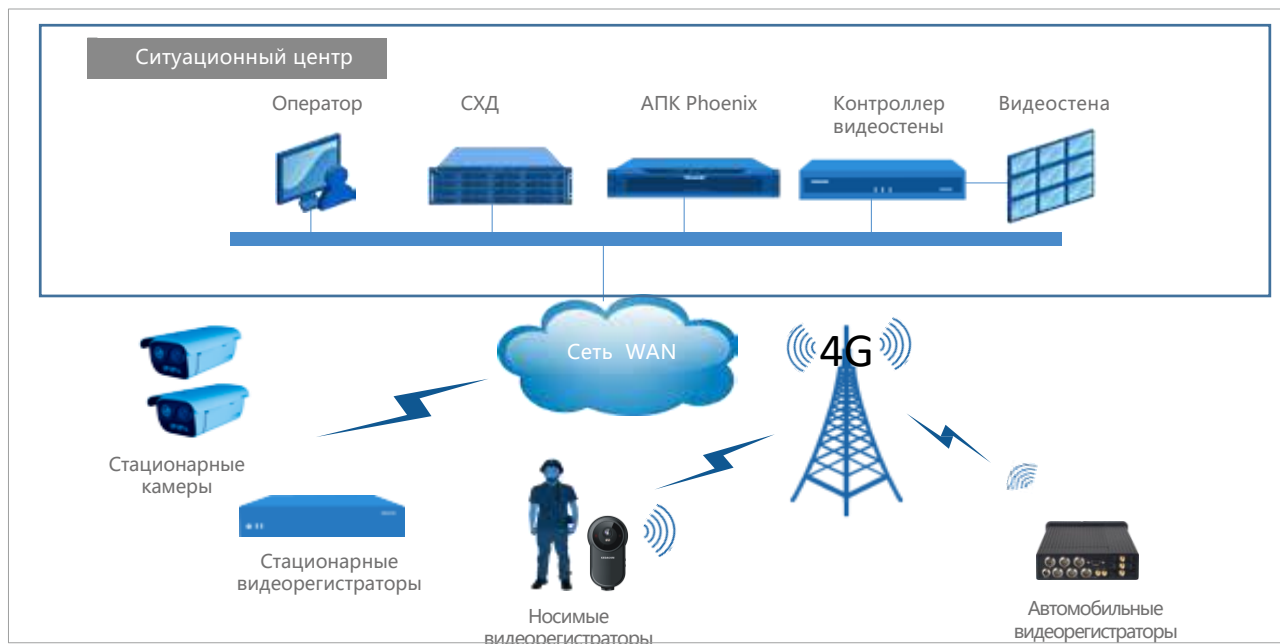 Ситуационный центр
Оператор
СХД
АПК Phoenix
Контроллер
видеостены
Видеостена
Сеть WAN
4G
Стационарные
камеры
Стационарные
видеорегистраторы
Носимые
видеорегистраторы
Автомобильные
видеорегистраторы